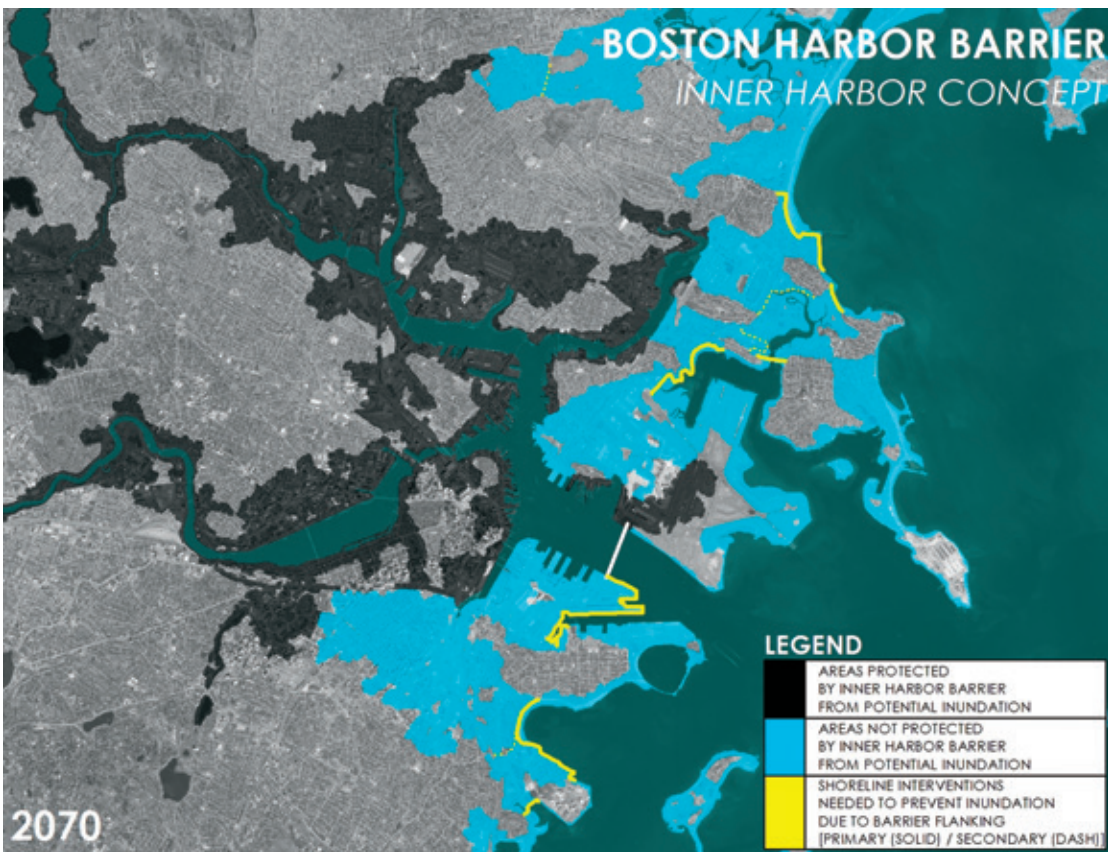 BOSTON HARBOR BARRIER
INNER HARBOR CONCEPT
LEGEND
AREAS PROTECTED
BY INNER HARBOR BARRIER
FROM POTENTIAL INUNDATION
AREAS NOT PROTECTED
BY INNER HARBOR BARRIER
FROM POTENTIAL INUNDATION
SHORELINE INTERVENTIONS
NEEDED TO PREVENT INUNDATION
DUE TO BARRIER FLANKING
[PRIMARY (SOLID) / SECONDARY (DASH)]
2070